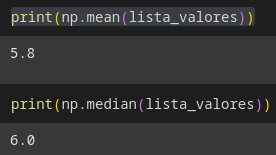 print(np.mean(lista_valores))
5.8
print(np.median(lista_valores))
6.0